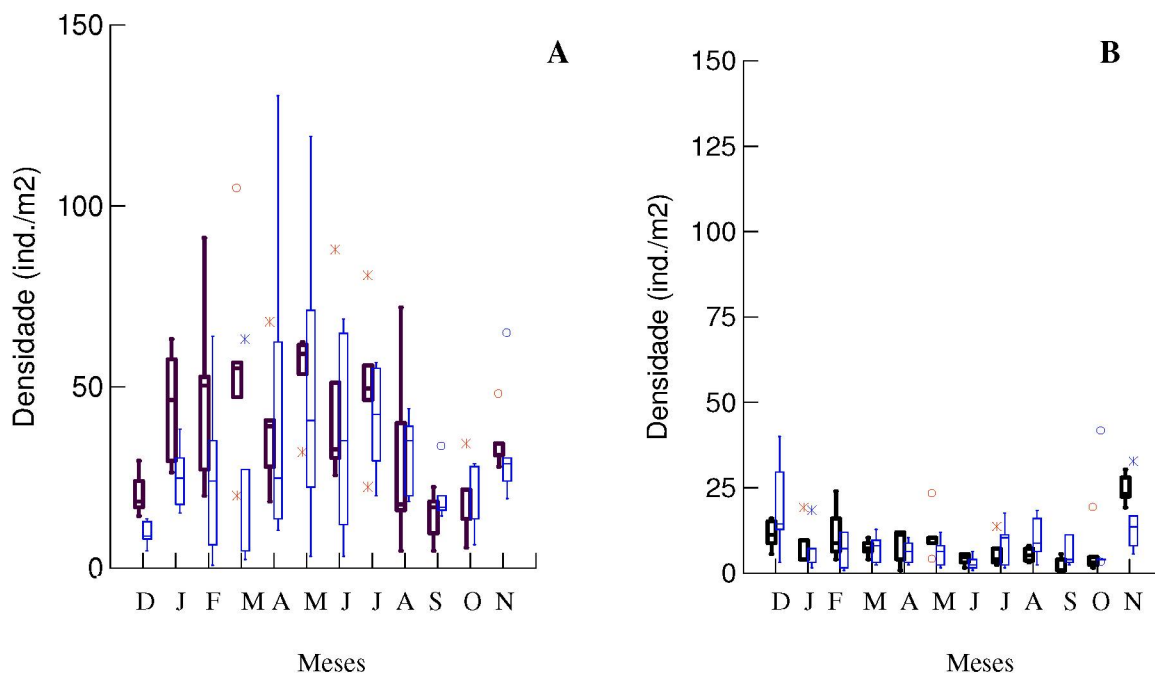 A
Densidade (ind./m2)
150
100
50
0
D J F M A M J J A S O N
Meses
B
Densidade (ind./m2)
150
125
100
75
50
25
0
D J F M A M J J A S O N
Meses